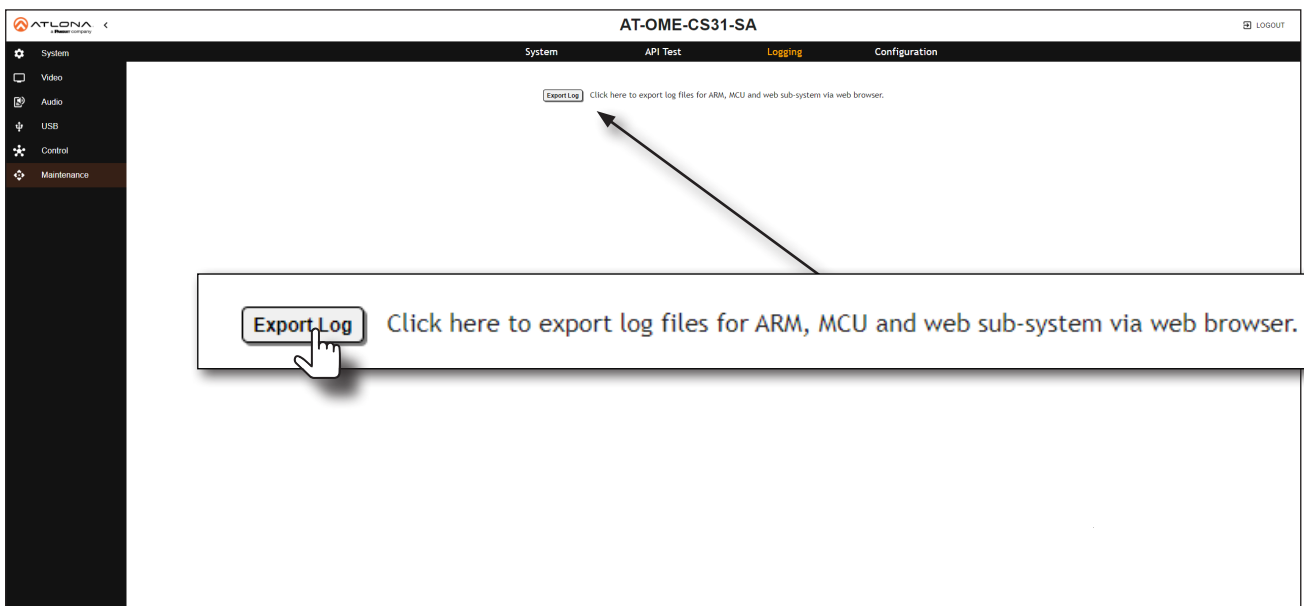 ATLONA
a Panduit company
AT-OME-CS31-SA
LOGOUT
System
API Test
Logging
Configuration
System
Video
Audio
USB
Control
Maintenance
Export Log Click here to export log files for ARM, MCU and web sub-system via web browser.
Export Log Click here to export log files for ARM, MCU and web sub-system via web browser.